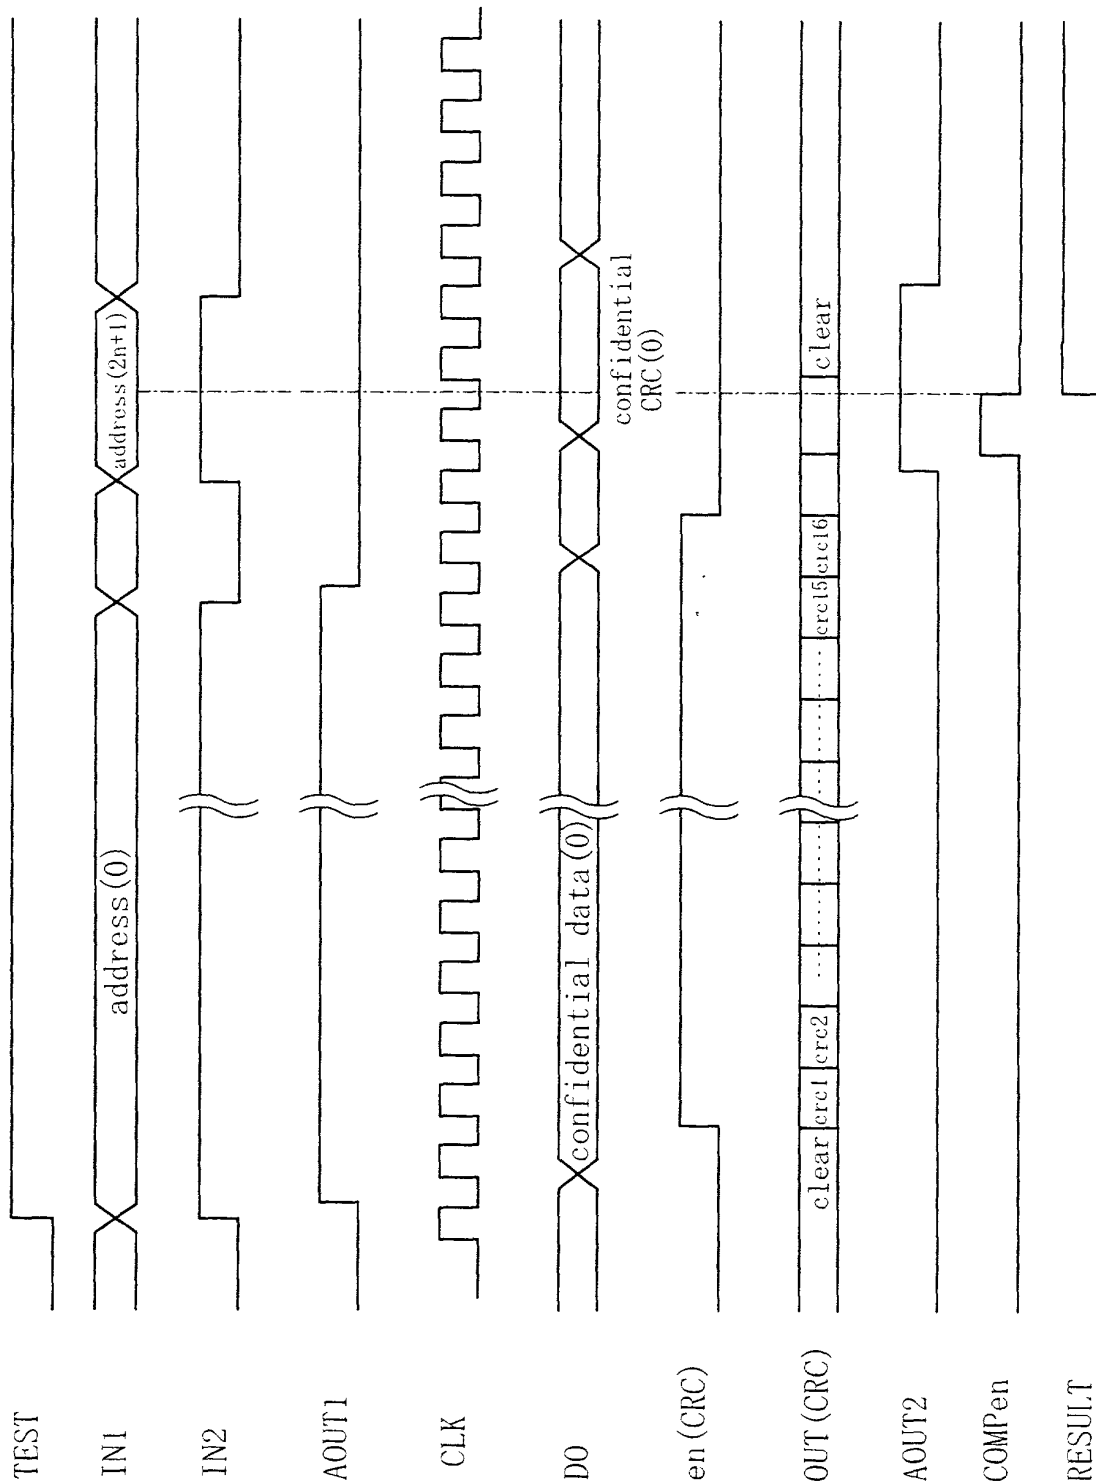 TEST
IN1
address(0)
address(2n+1)
IN2
AOUT1
CLK
DO
confidential data(0)
confidential
CRC(0)
en(CRC)
OUT(CRC)
clear
crc1
crc2
...
......
......
...
......
......
crc15
crc16
clear
AOUT2
COMPen
RESULT